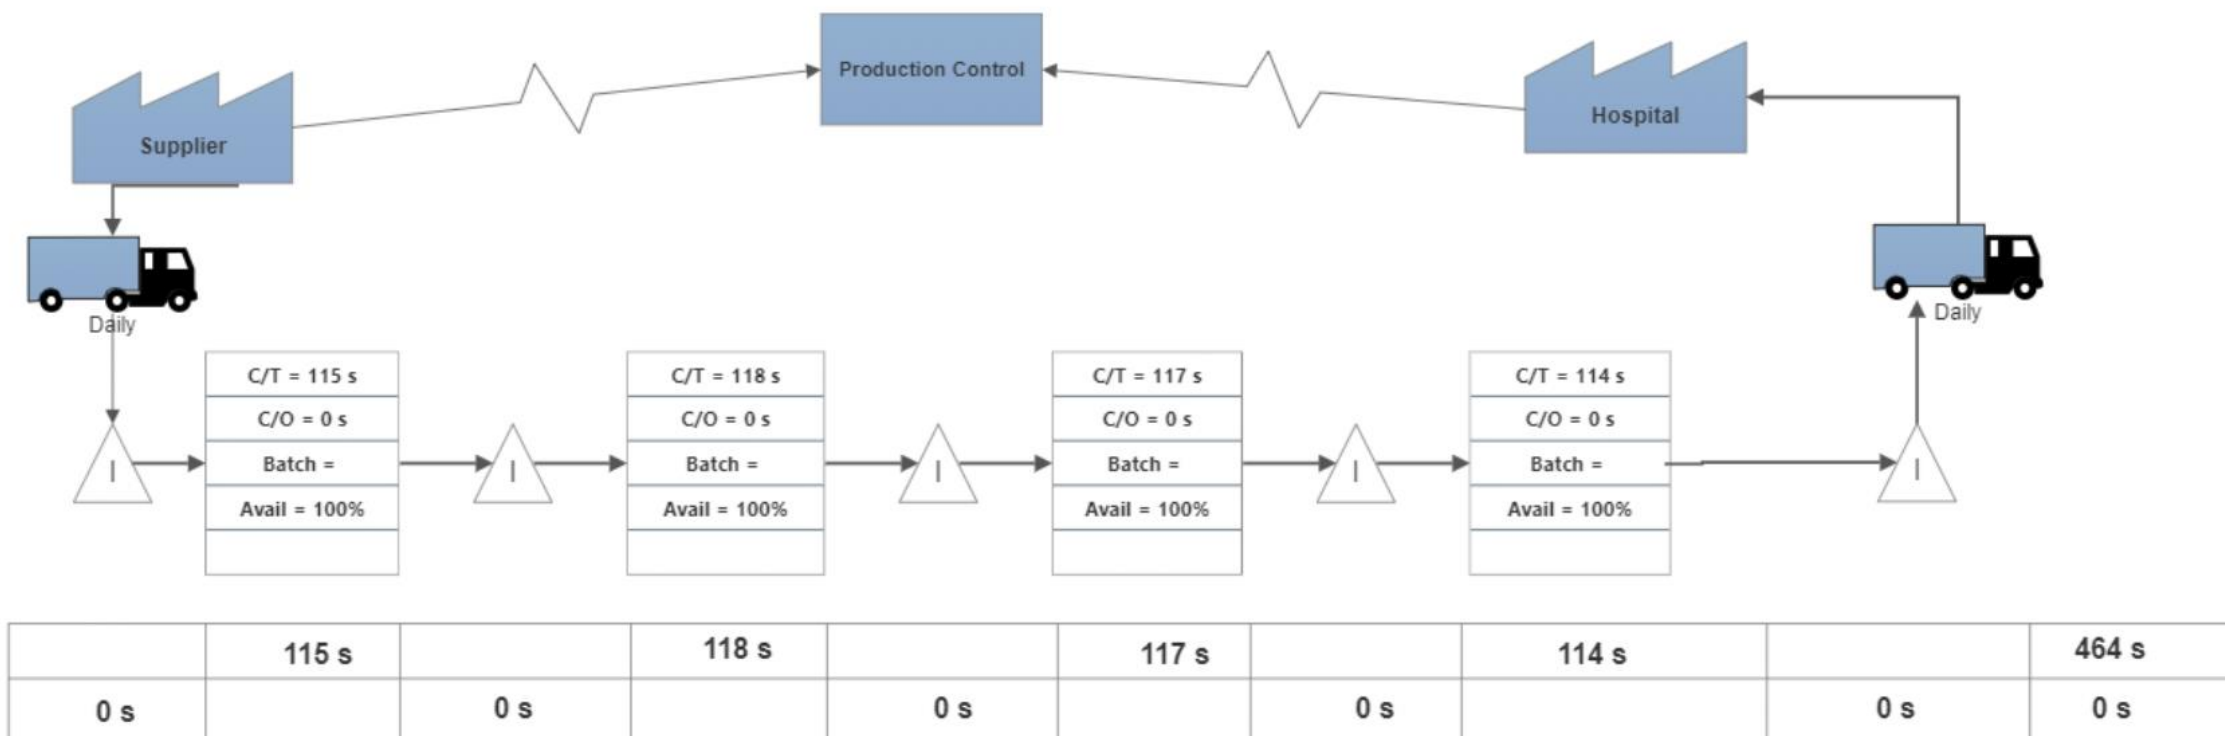 Production Control
Supplier
Hospital
Daily
Daily
C/T = 115 s
C/O = 0 s
Batch =
Avail = 100%
C/T = 118 s
C/O = 0 s
Batch =
Avail = 100%
C/T = 117 s
C/O = 0 s
Batch =
Avail = 100%
C/T = 114 s
C/O = 0 s
Batch =
Avail = 100%
I
I
I
I
I
115 s 118 s 117 s 114 s 464 s
0 s 0 s 0 s 0 s 0 s 0 s